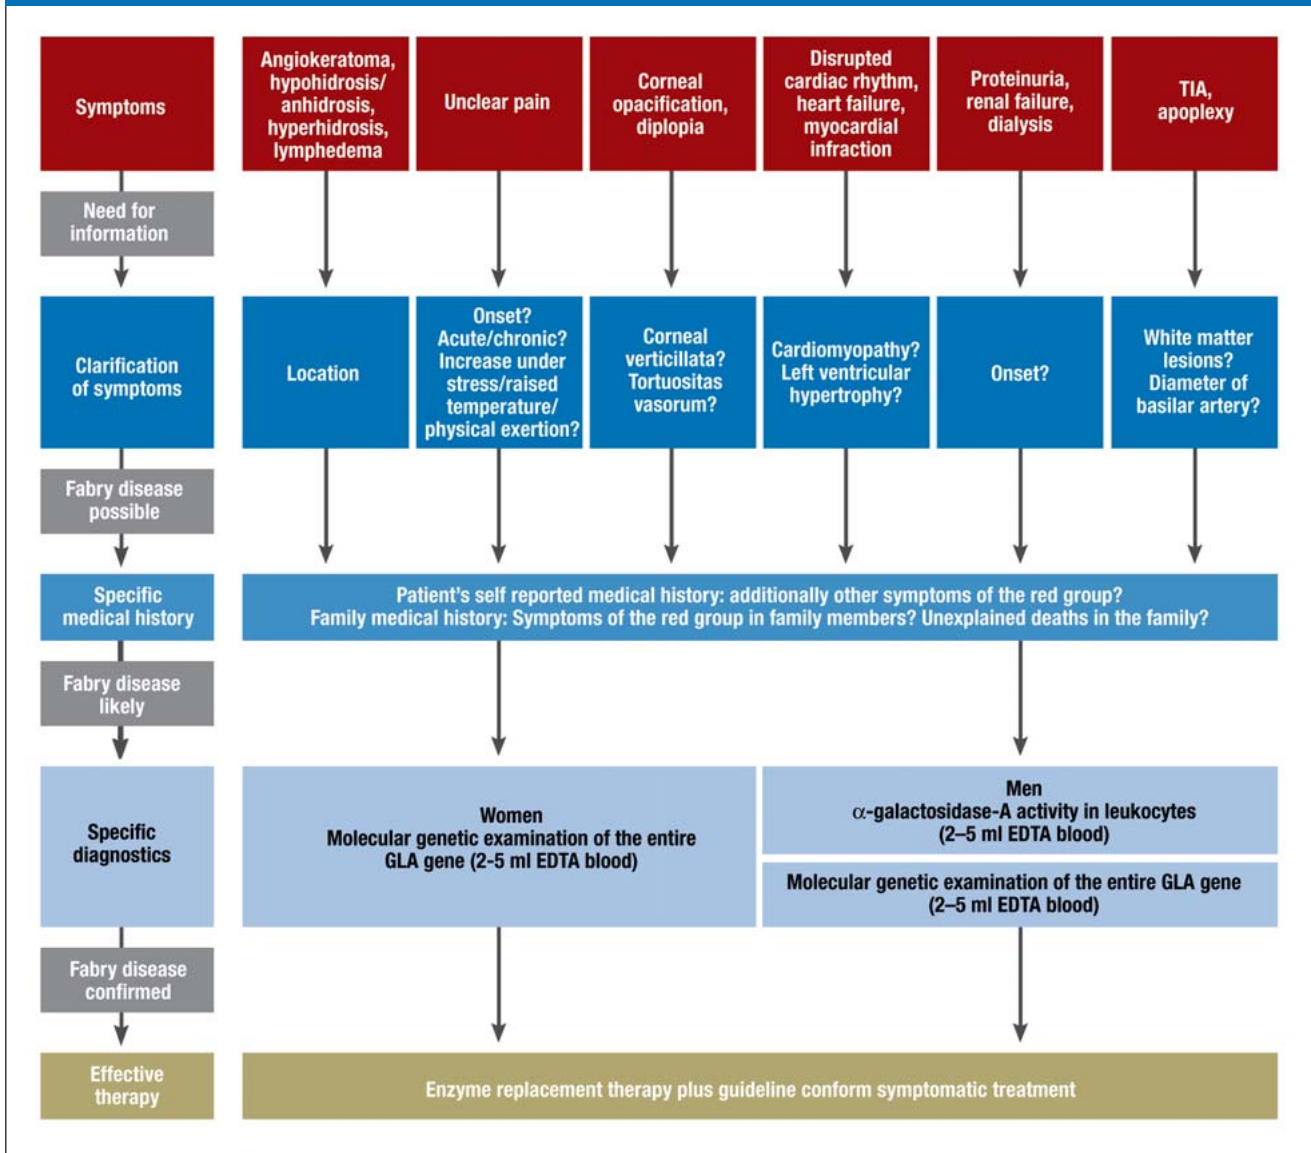 Symptoms
Angiokeratoma,
hypohidrosis/
anhidrosis,
hyperhidrosis,
lymphedema
Unclear pain
Corneal
opacification,
diplopia
Disrupted
cardiac rhythm,
heart failure,
myocardial
infraction
Proteinuria,
renal failure,
dialysis
TIA,
apoplexy
Need for
information
Clarification
of symptoms
Location
Onset?
Acute/chronic?
Increase under
stress/raised
temperature/
physical exertion?
Corneal
verticillata?
Tortuositas
vasorum?
Cardiomyopathy?
Left ventricular
hypertrophy?
Onset?
White matter
lesions?
Diameter of
basilar artery?
Fabry disease
possible
Specific
medical history
Patient's self reported medical history: additionally other symptoms of the red group?
Family medical history: Symptoms of the red group in family members? Unexplained deaths in the family?
Fabry disease
likely
Specific
diagnostics
Women
Molecular genetic examination of the entire
GLA gene (2-5 ml EDTA blood)
Men
α-galactosidase-A activity in leukocytes
(2–5 ml EDTA blood)
Molecular genetic examination of the entire GLA gene
(2–5 ml EDTA blood)
Fabry disease
confirmed
Effective
therapy
Enzyme replacement therapy plus guideline conform symptomatic treatment